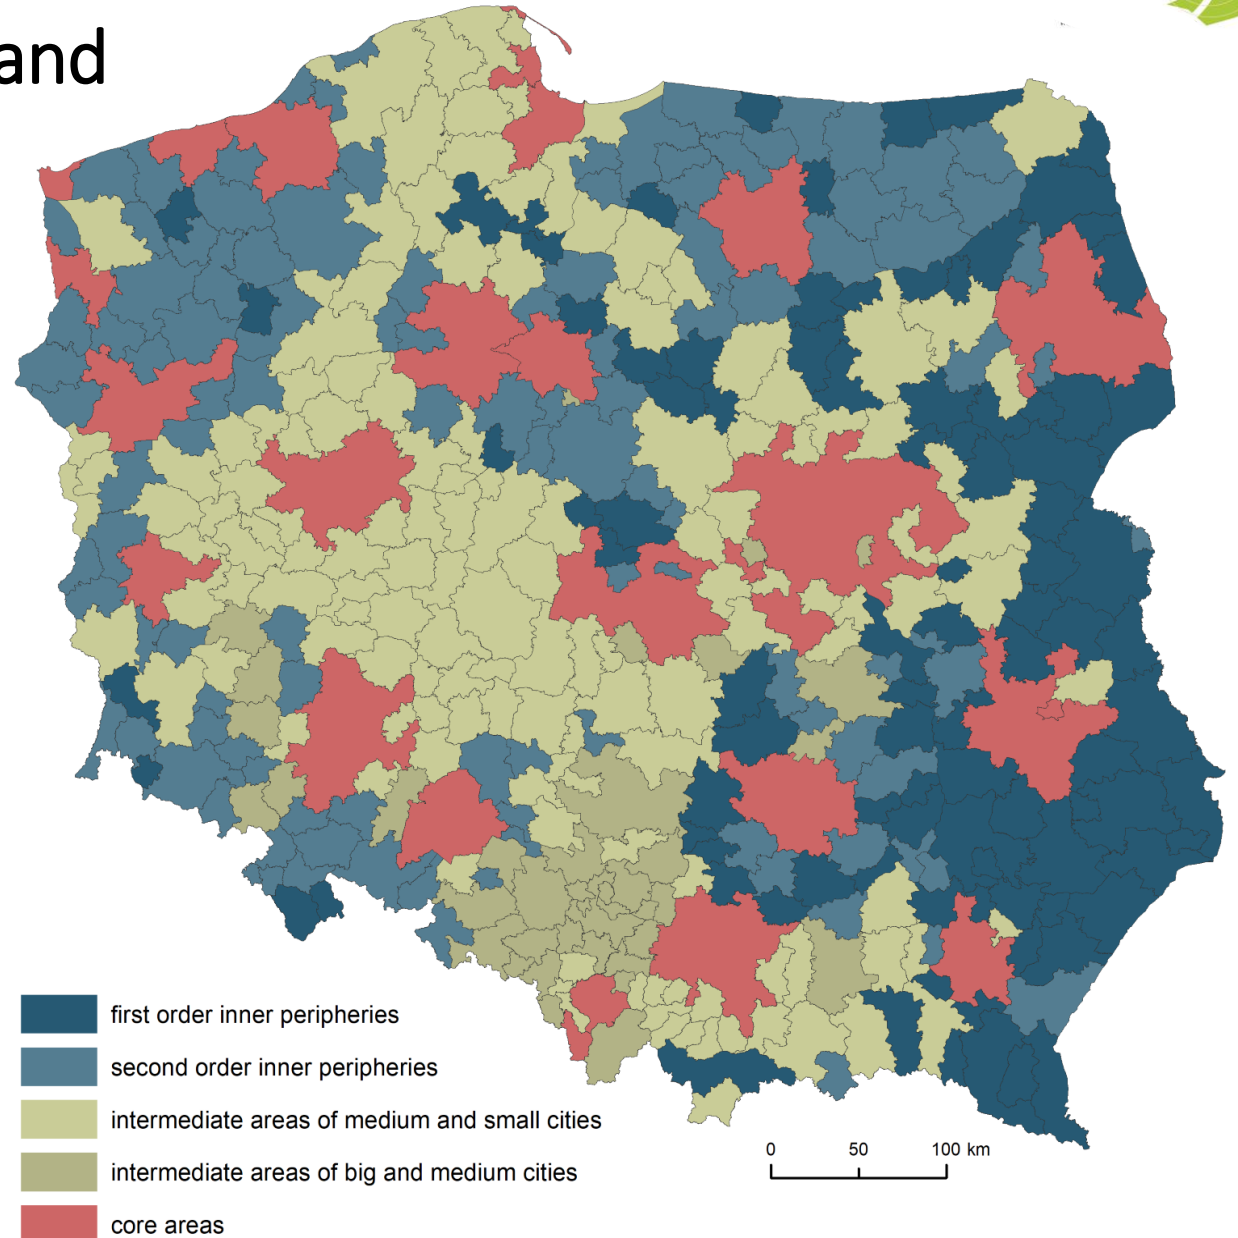 and
first order inner peripheries
second order inner peripheries
intermediate areas of medium and small cities
intermediate areas of big and medium cities
core areas
0 50 100 km